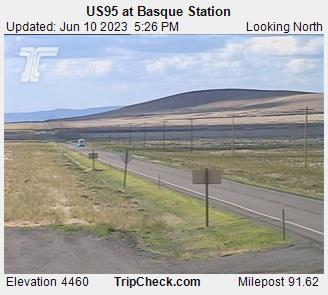 US95 at Basque Station
Updated: Jun 10 2023 5:26 PM Looking North
Elevation 4460 TripCheck.com Milepost 91.62